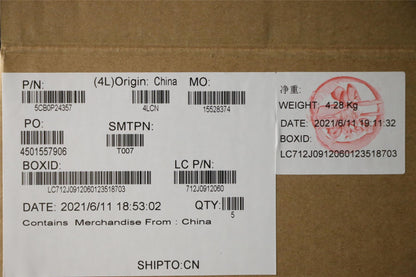 P/N:
(4L)Origin: China
MO:
5CB0P24357
4LCN
15528374
PO:
SMTPN:
4501557906
T007
BOXID:
LC P/N:
LC712J0912060123518703
712J0912060
DATE: 2021/6/11 18:53:02
QTY:
5
Contains Merchandise From : China
SHIPTO:CN
净重:
WEIGHT: 4.28 Kg
DATE: 2021/6/11 19:11:32
BOXID:
LC712J0912060123518703